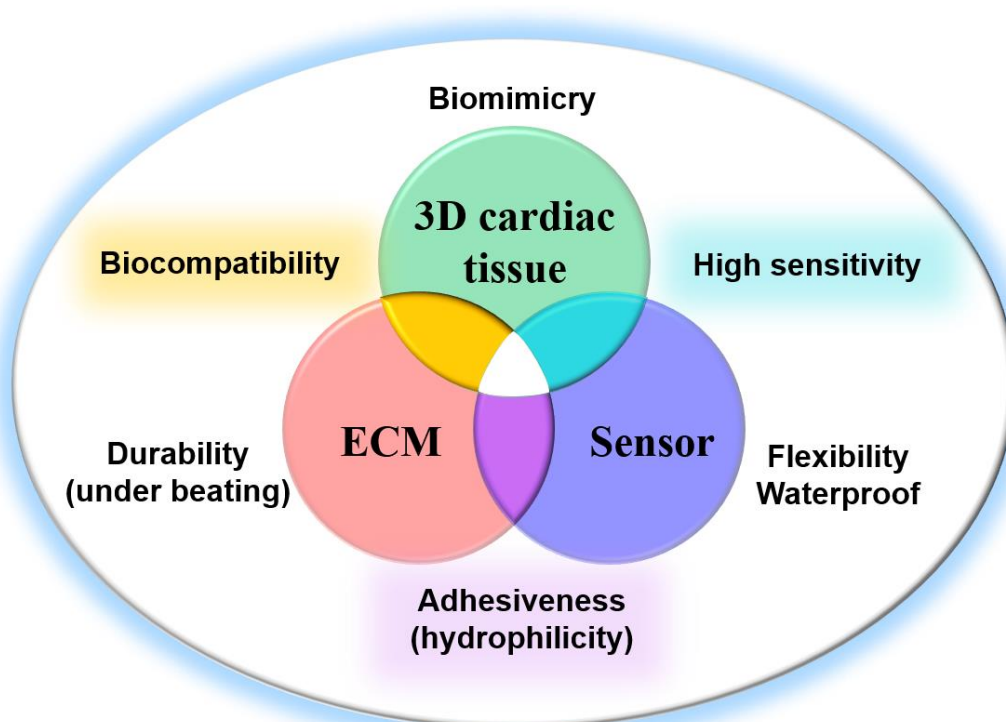 Biomimicry
3D cardiac
tissue
Biocompatibility
High sensitivity
ECM
Sensor
Durability
(under beating)
Flexibility
Waterproof
Adhesiveness
(hydrophilicity)